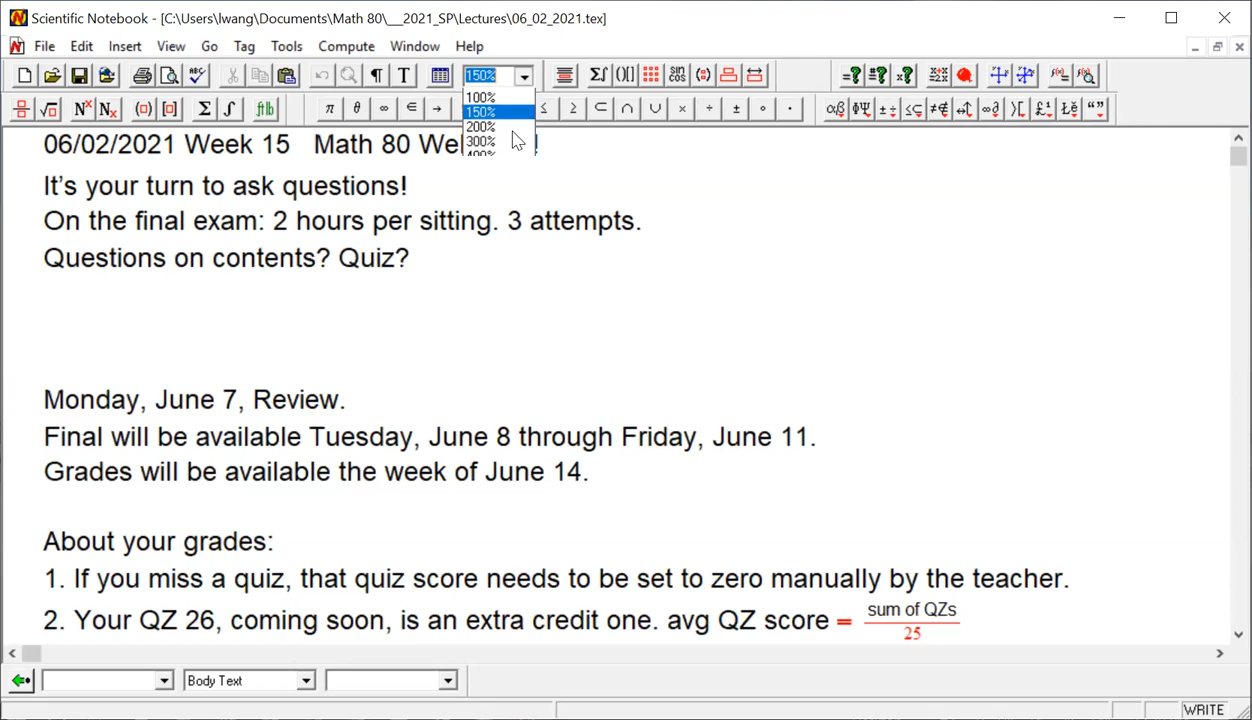 Scientific Notebook - [C:\Users\lwang\Documents\Math 80\__2021_SP\Lectures\06_02_2021.tex]
File Edit Insert View Go Tag Tools Compute Window Help
150%
100%
150%
200%
300%
400%
06/02/2021 Week 15 Math 80 Wel
It's your turn to ask questions!
On the final exam: 2 hours per sitting. 3 attempts.
Questions on contents? Quiz?
Monday, June 7, Review.
Final will be available Tuesday, June 8 through Friday, June 11.
Grades will be available the week of June 14.
About your grades:
1. If you miss a quiz, that quiz score needs to be set to zero manually by the teacher.
2. Your QZ 26, coming soon, is an extra credit one. avg QZ score = sum of QZs
25
Body Text
WRITE